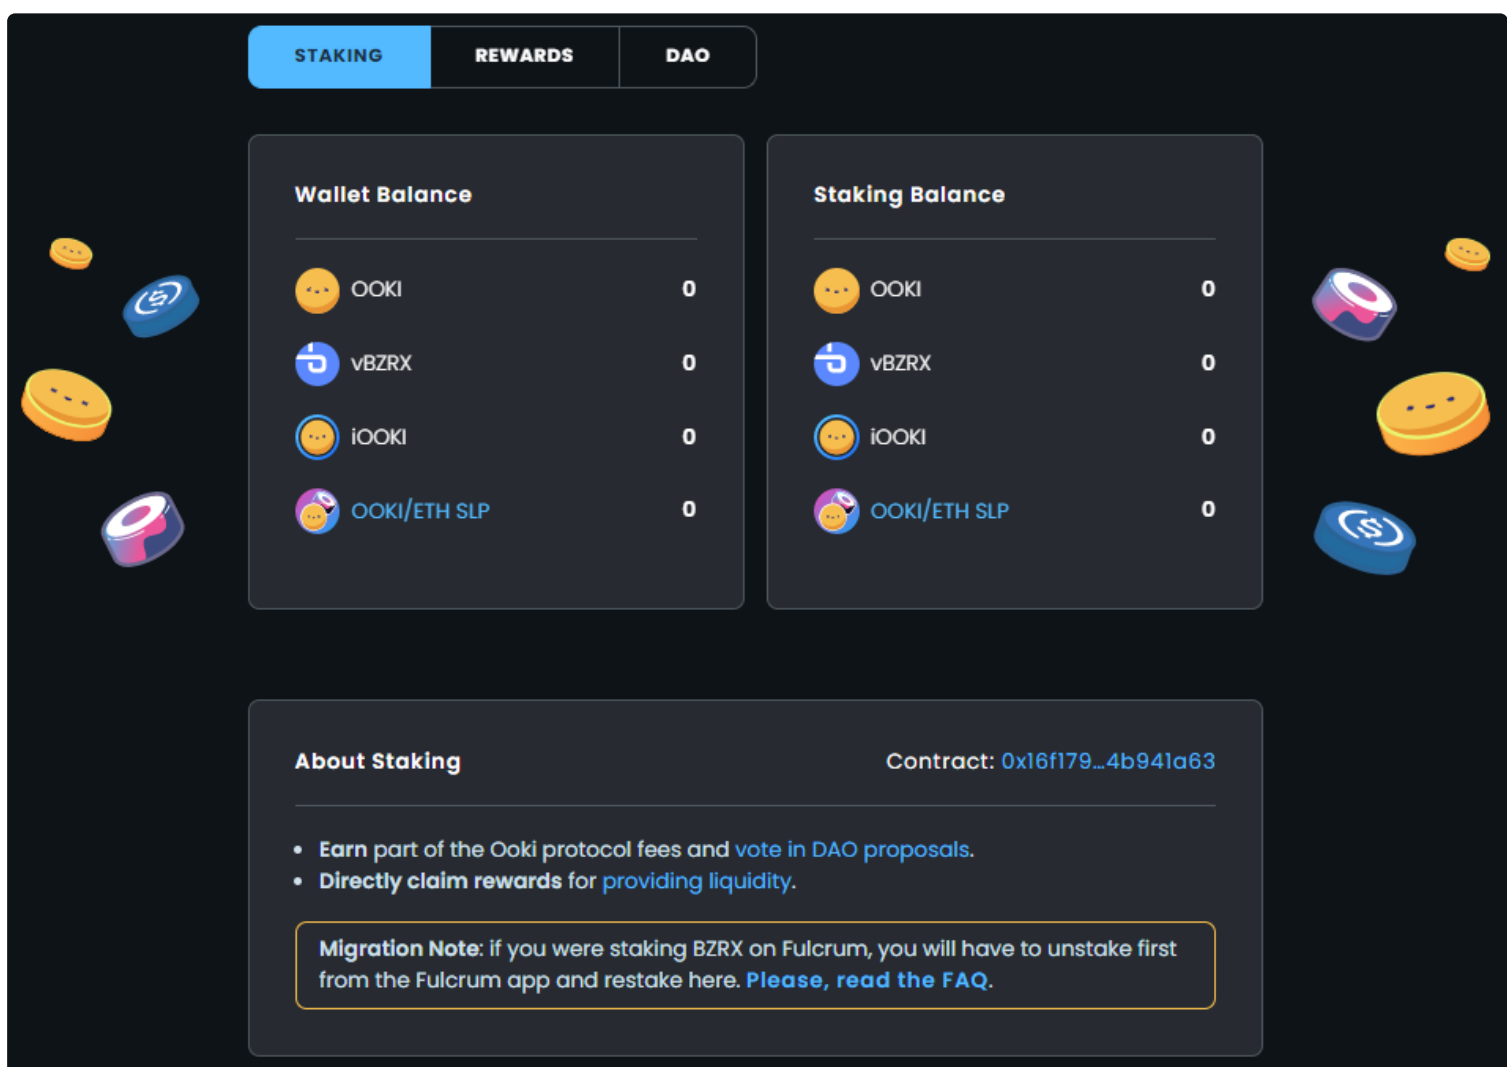 STAKING REWARDS DAO
Wallet Balance
OOKI 0
vBZRX 0
iOOKI 0
OOKI/ETH SLP 0
Staking Balance
OOKI 0
vBZRX 0
iOOKI 0
OOKI/ETH SLP 0
About Staking Contract: 0x16f179...4b941a63
• Earn part of the Ooki protocol fees and vote in DAO proposals.
• Directly claim rewards for providing liquidity.
Migration Note: if you were staking BZRX on Fulcrum, you will have to unstake first
from the Fulcrum app and restake here. Please, read the FAQ.